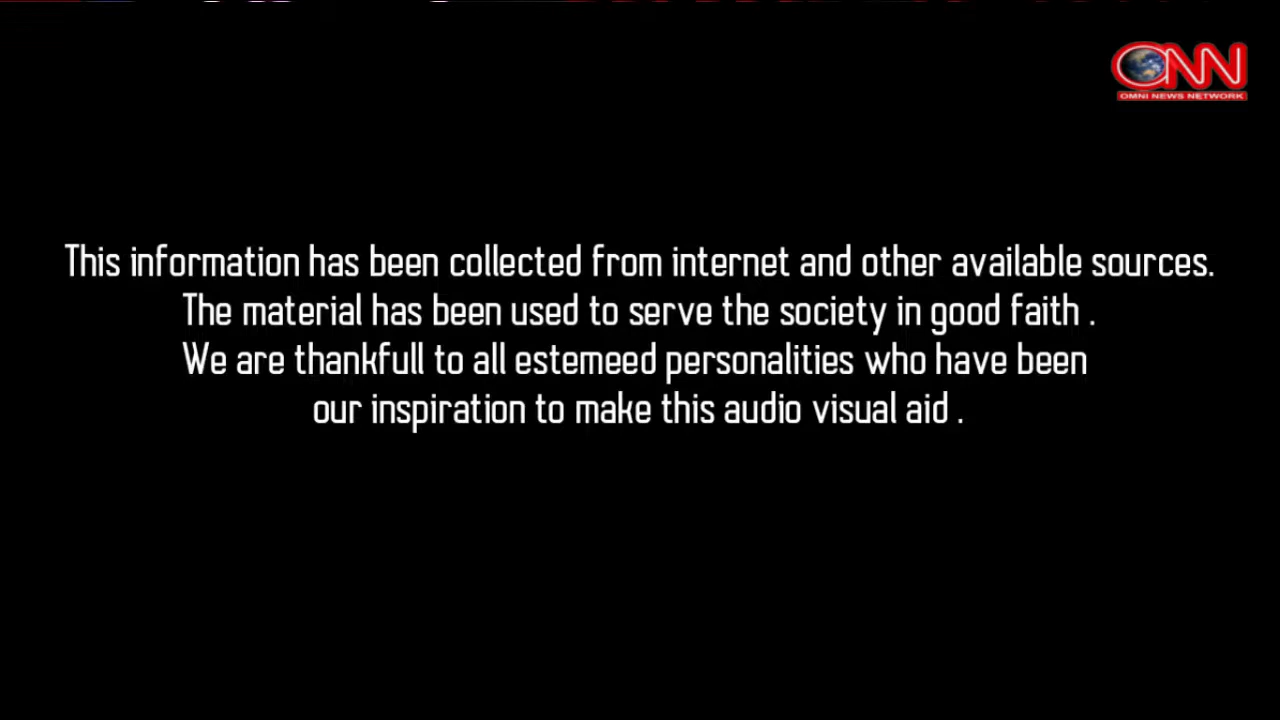 ONN
OMNI NEWS NETWORK
This information has been collected from internet and other available sources.
The material has been used to serve the society in good faith .
We are thankfull to all estemeed personalities who have been
our inspiration to make this audio visual aid .